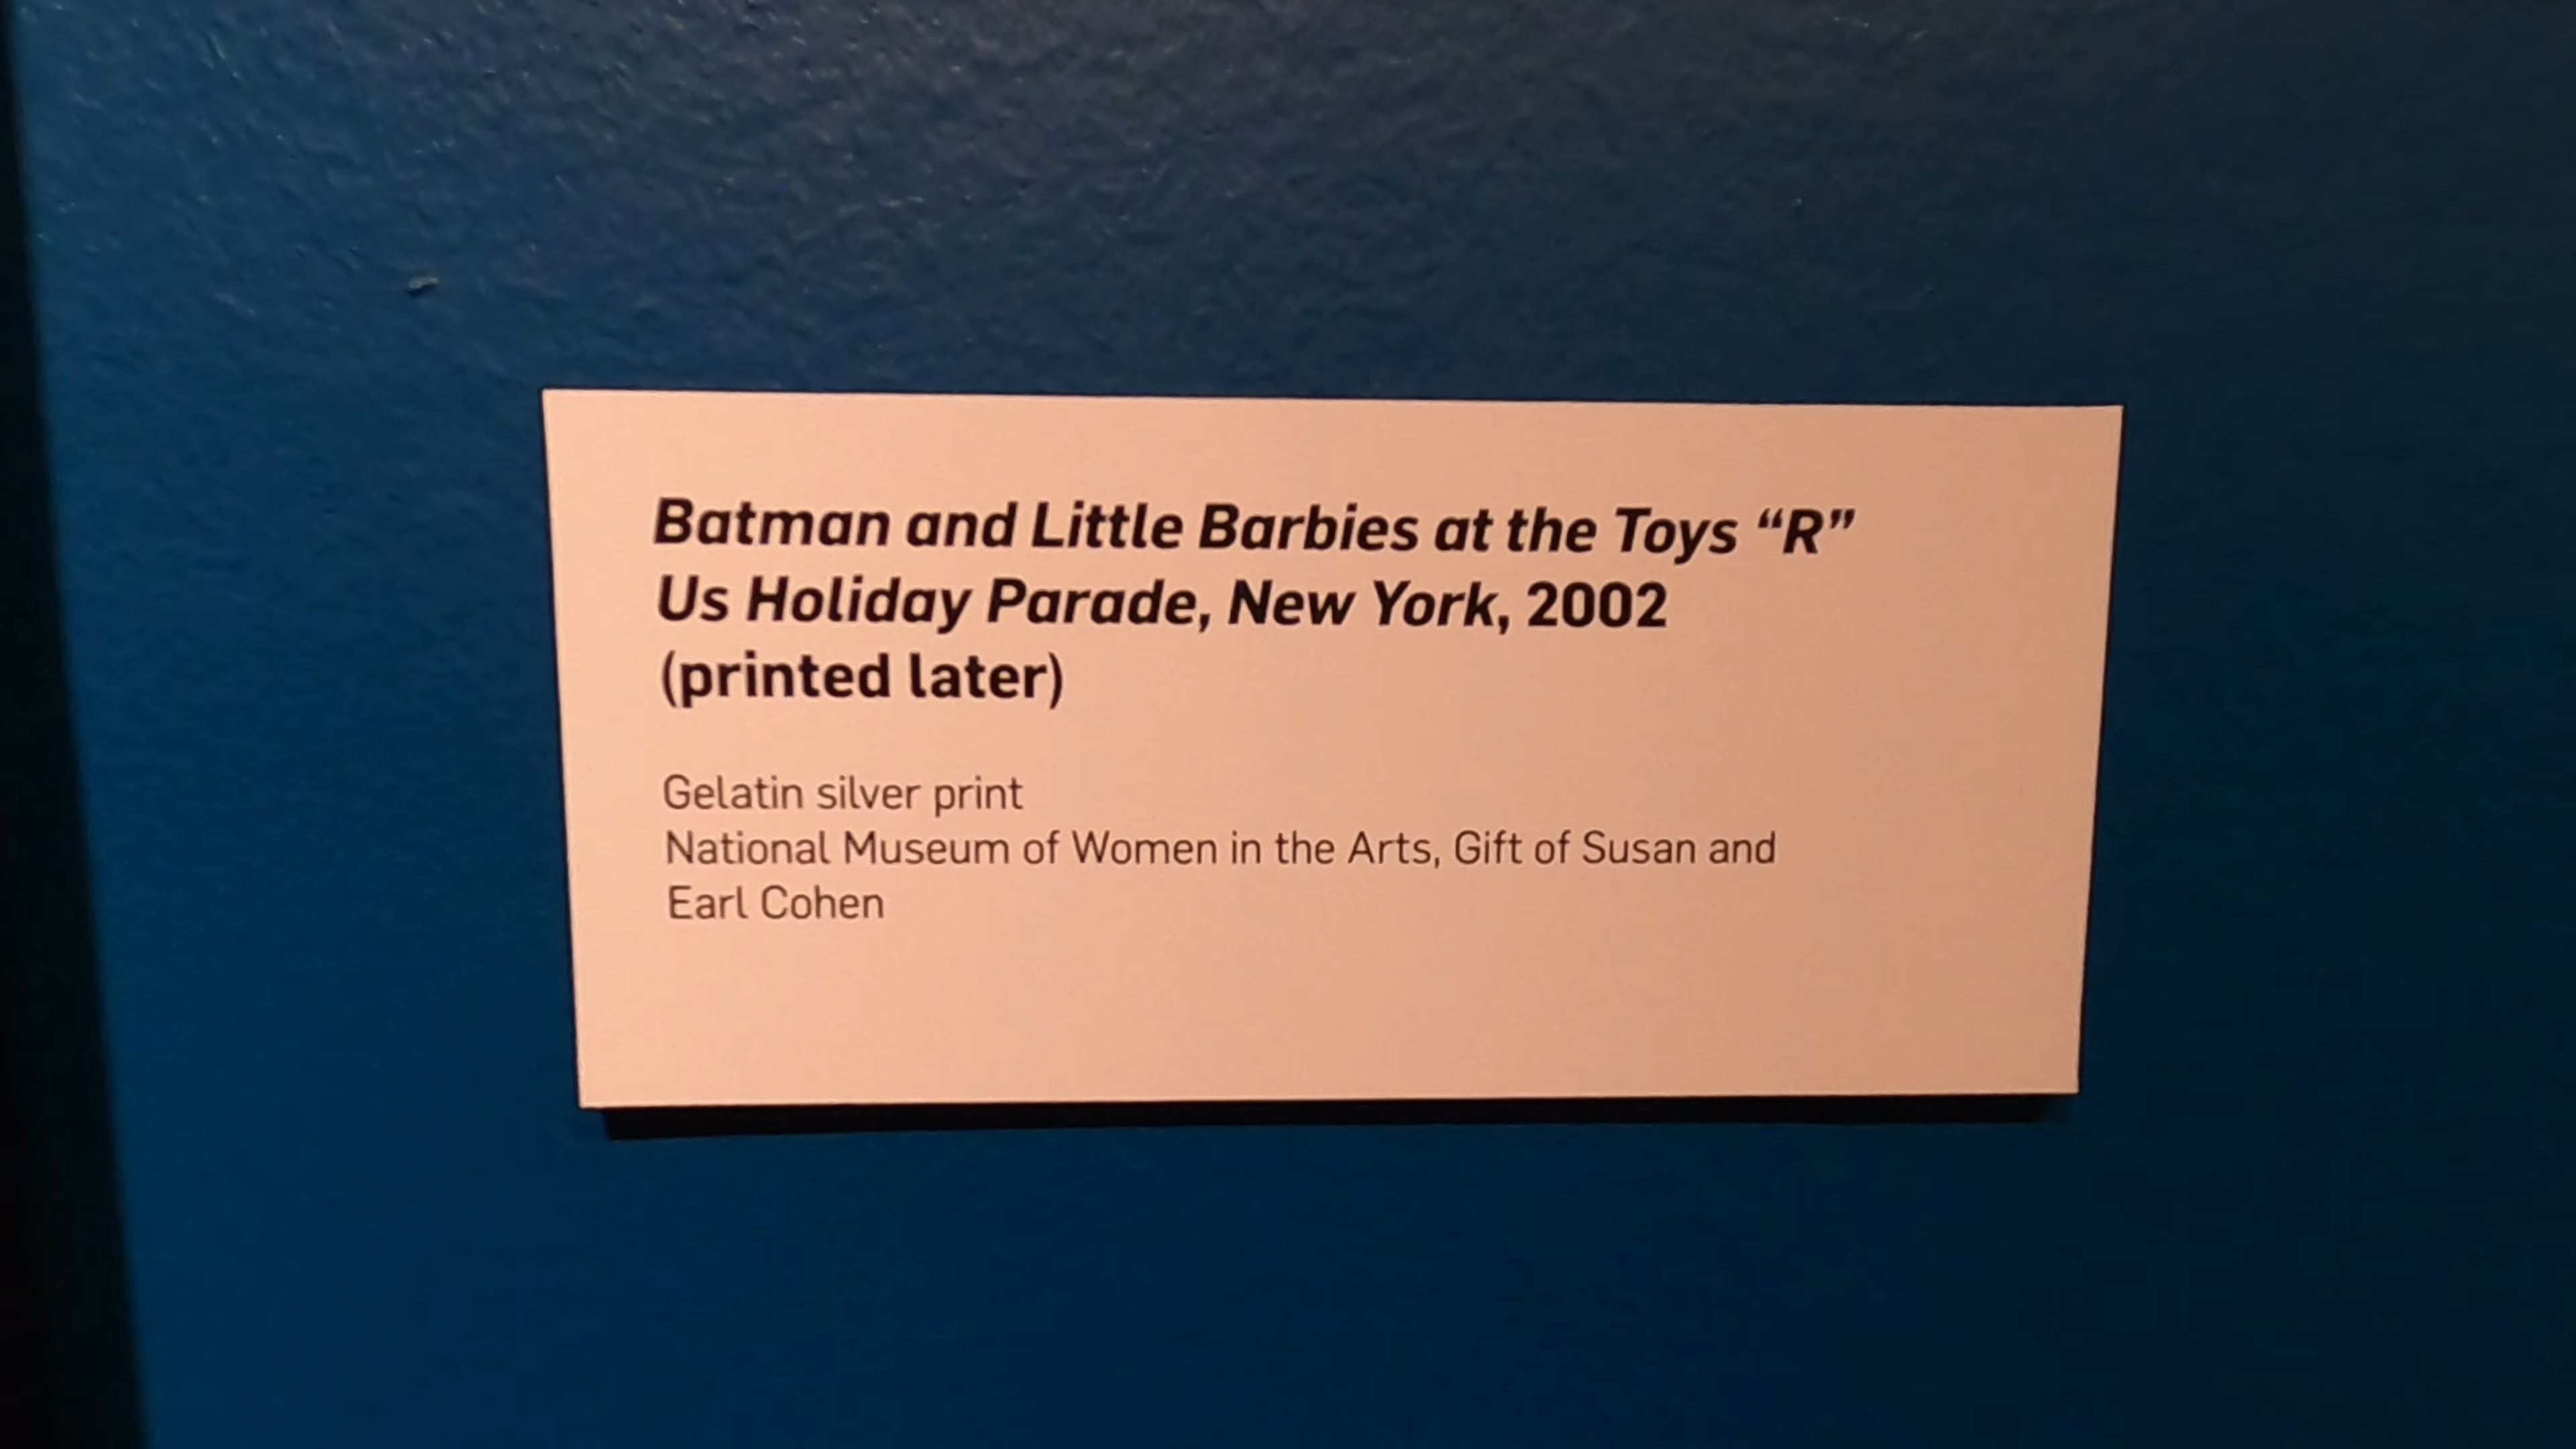 Batman and Little Barbies at the Toys “R”
Us Holiday Parade, New York, 2002
(printed later)
Gelatin silver print
National Museum of Women in the Arts, Gift of Susan and
Earl Cohen